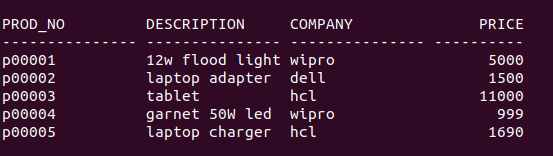 PROD_NO         DESCRIPTION     COMPANY              PRICE
--------------- --------------- --------------- ----------
p00001          12w flood light wipro                 5000
p00002          laptop adapter  dell                  1500
p00003          tablet          hcl                  11000
p00004          garnet 50W led  wipro                  999
p00005          laptop charger  hcl                   1690